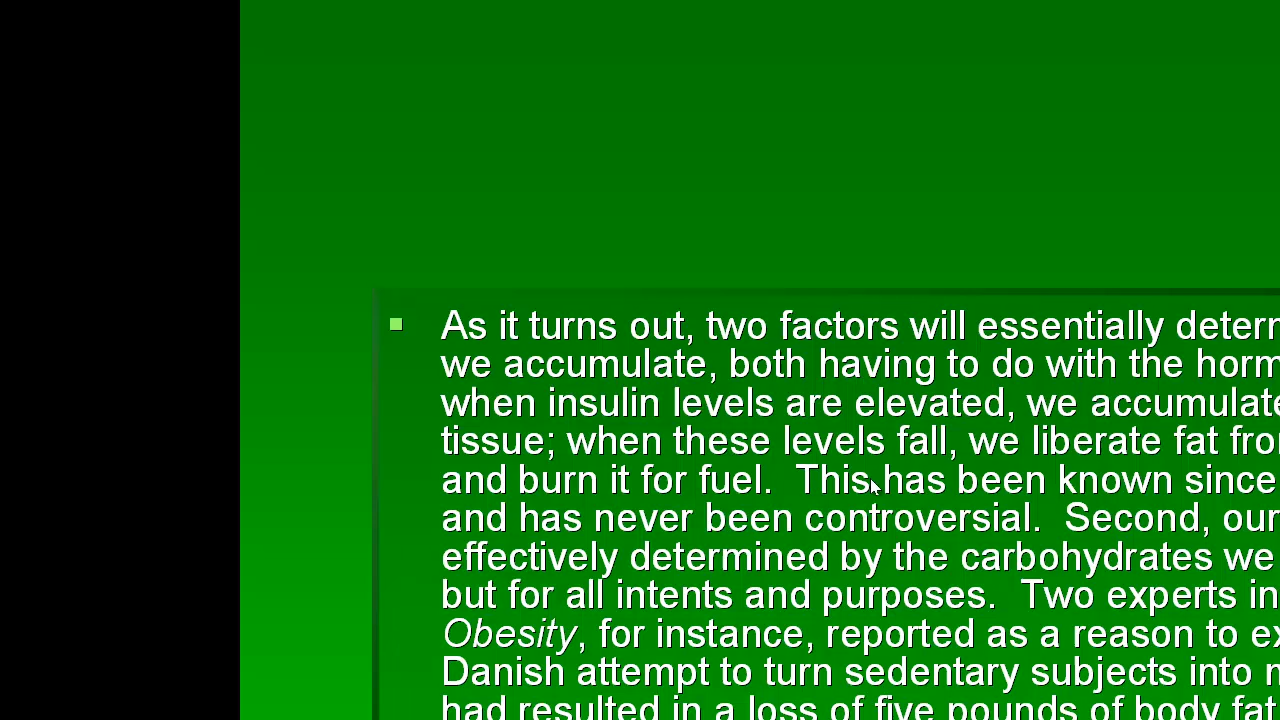 As it turns out, two factors will essentially deterr
we accumulate, both having to do with the horm
when insulin levels are elevated, we accumulate
tissue; when these levels fall, we liberate fat fro
and burn it for fuel. This has been known since
and has never been controversial. Second, our
effectively determined by the carbohydrates we
but for all intents and purposes. Two experts in
Obesity, for instance, reported as a reason to ex
Danish attempt to turn sedentary subjects into
had resulted in a loss of five pounds of body fat